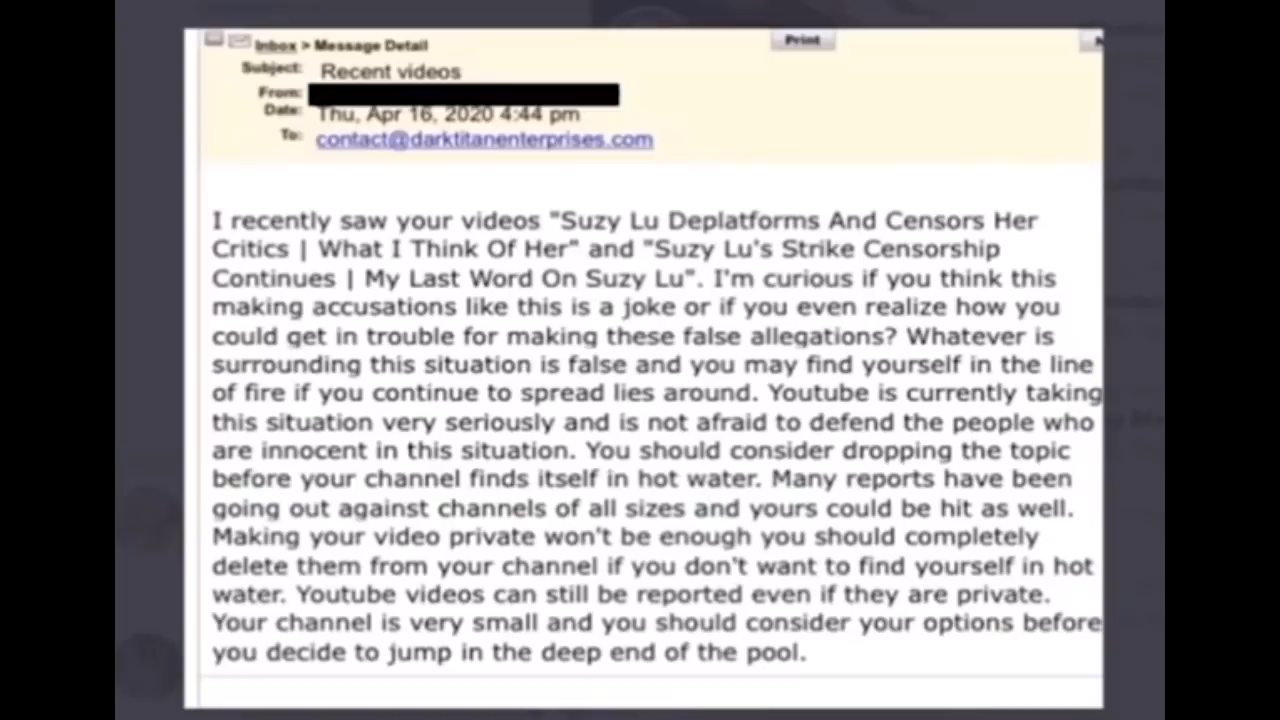 Inbox > Message Detail
Print
Subject: Recent videos
From:
Date: Thu, Apr 16, 2020 4:44 pm
To: contact@darktitanenterprises.com
I recently saw your videos "Suzy Lu Deplatforms And Censors Her
Critics | What I Think Of Her" and "Suzy Lu's Strike Censorship
Continues | My Last Word On Suzy Lu". I'm curious if you think this
making accusations like this is a joke or if you even realize how you
could get in trouble for making these false allegations? Whatever is
surrounding this situation is false and you may find yourself in the line
of fire if you continue to spread lies around. Youtube is currently taking
this situation very seriously and is not afraid to defend the people who
are innocent in this situation. You should consider dropping the topic
before your channel finds itself in hot water. Many reports have been
going out against channels of all sizes and yours could be hit as well.
Making your video private won't be enough you should completely
delete them from your channel if you don't want to find yourself in hot
water. Youtube videos can still be reported even if they are private.
Your channel is very small and you should consider your options before
you decide to jump in the deep end of the pool.